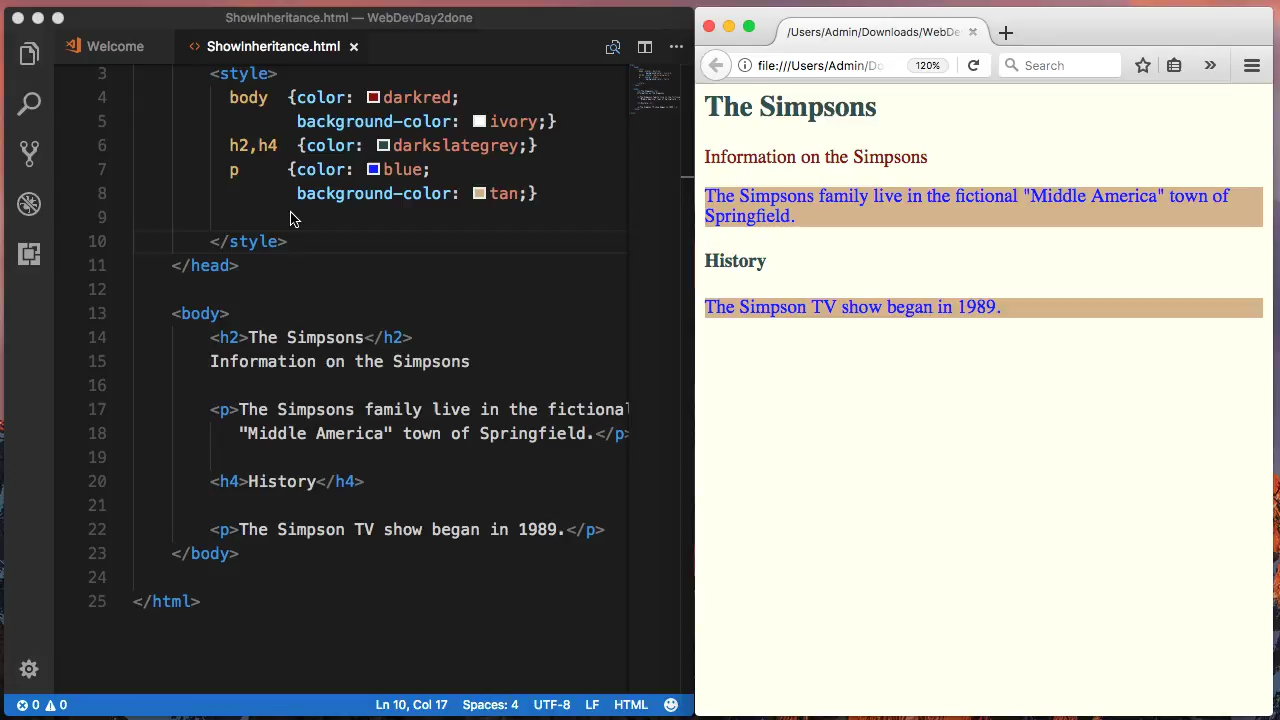 ShowInheritance.html — WebDevDay2done
Welcome
ShowInheritance.html
3 <style>
4 body {color: darkred;
5 background-color: ivory;}
6 h2,h4 {color: darkslategrey;}
7 p {color: blue;
8 background-color: tan;}
9
10 </style>
11 </head>
12
13 <body>
14 <h2>The Simpsons</h2>
15 Information on the Simpsons
16
17 <p>The Simpsons family live in the fictional
18 "Middle America" town of Springfield.</p>
19
20 <h4>History</h4>
21
22 <p>The Simpson TV show began in 1989.</p>
23 </body>
24
25 </html>
0 0 Ln 10, Col 17 Spaces: 4 UTF-8 LF HTML
/Users/Admin/Downloads/WebDe
file:///Users/Admin/Do 120% Search
The Simpsons
Information on the Simpsons
The Simpsons family live in the fictional "Middle America" town of
Springfield.
History
The Simpson TV show began in 1989.